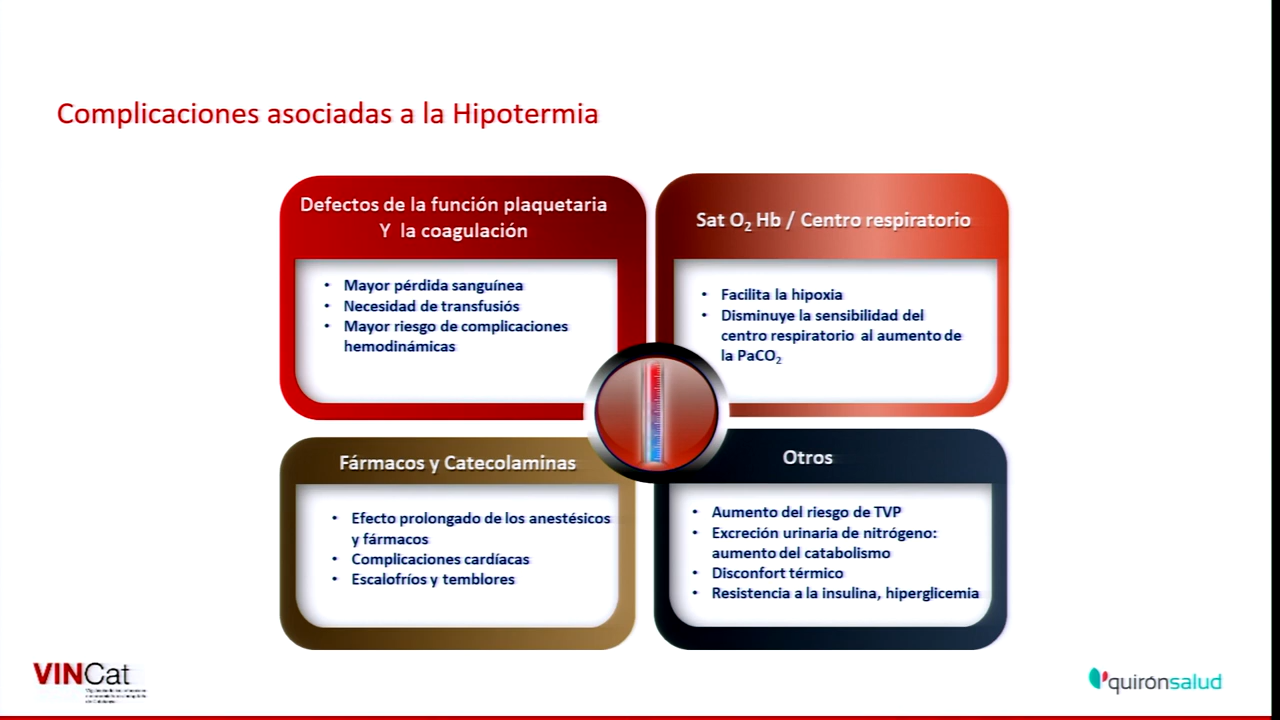 Complicaciones asociadas a la Hipotermia
Defectos de la función plaquetaria
Y la coagulación
• Mayor pérdida sanguínea
• Necesidad de transfusiós
• Mayor riesgo de complicaciones
hemodinámicas
Sat O₂ Hb / Centro respiratorio
• Facilita la hipoxia
• Disminuye la sensibilidad del
centro respiratorio al aumento de
la PaCO₂
Fármacos y Catecolaminas
• Efecto prolongado de los anestésicos
y fármacos
• Complicaciones cardíacas
• Escalofríos y temblores
Otros
• Aumento del riesgo de TVP
• Excreción urinaria de nitrógeno:
aumento del catabolismo
• Disconfort térmico
• Resistencia a la insulina, hiperglicemia
VINCat
quirónsalud